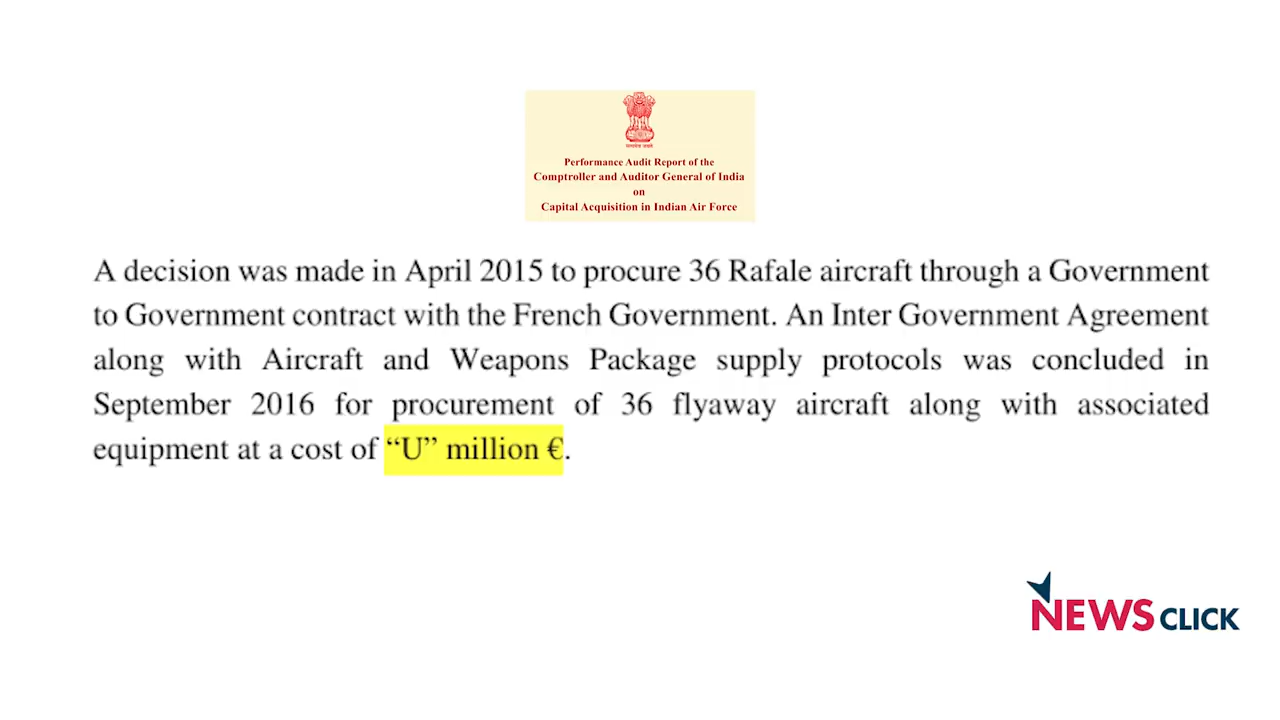 Performance Audit Report of the
Comptroller and Auditor General of India
on
Capital Acquisition in Indian Air Force
A decision was made in April 2015 to procure 36 Rafale aircraft through a Government
to Government contract with the French Government. An Inter Government Agreement
along with Aircraft and Weapons Package supply protocols was concluded in
September 2016 for procurement of 36 flyaway aircraft along with associated
equipment at a cost of “U” million €.
NEWSCLICK